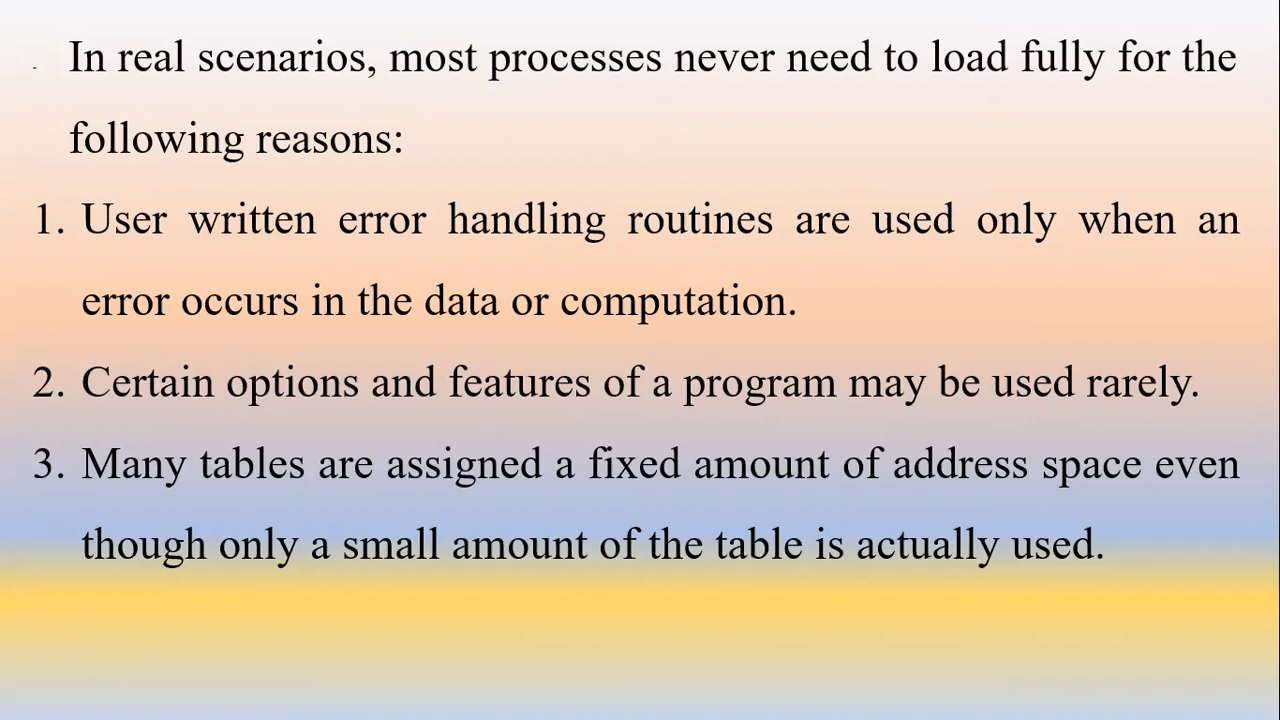 - In real scenarios, most processes never need to load fully for the
following reasons:
1. User written error handling routines are used only when an
error occurs in the data or computation.
2. Certain options and features of a program may be used rarely.
3. Many tables are assigned a fixed amount of address space even
though only a small amount of the table is actually used.